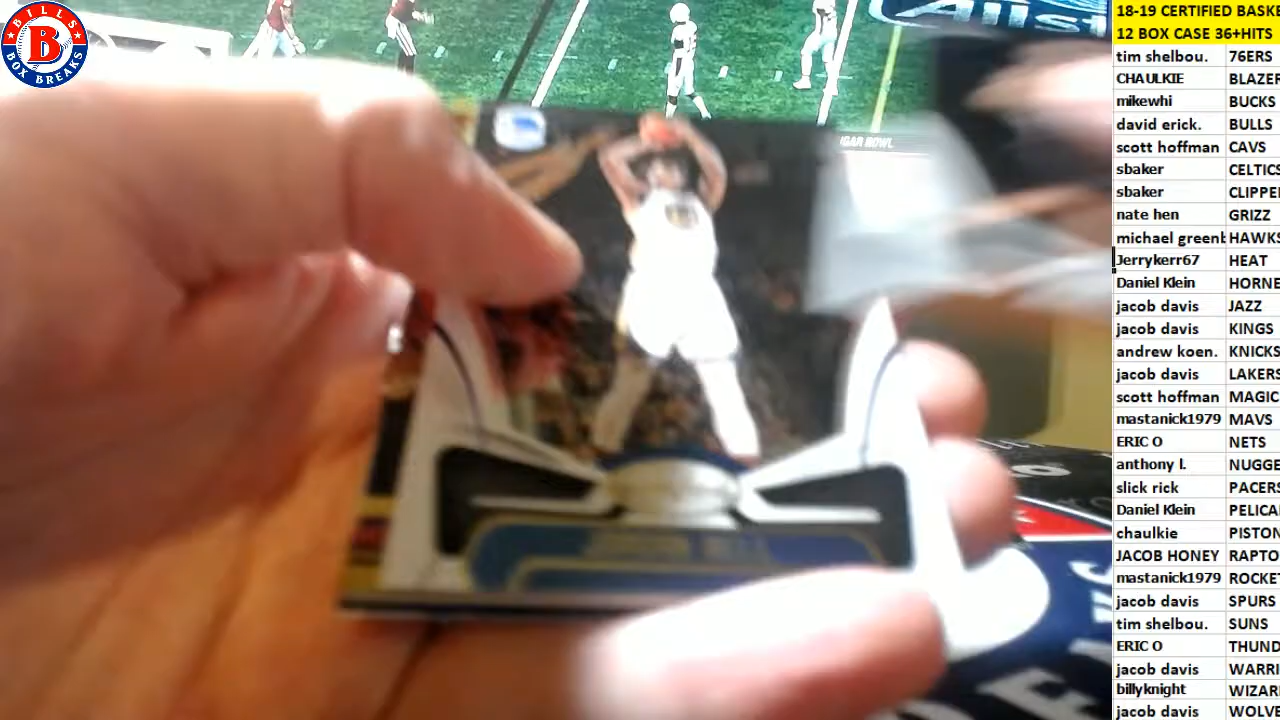 BILLS
B
BOX BREAKS
Allst
GAR BOWL
18-19 CERTIFIED BASKE
12 BOX CASE 36+HITS
tim shelbou. 76ERS
CHAULKIE BLAZER
mikewhi BUCKS
david erick. BULLS
scott hoffman CAVS
sbaker CELTICS
sbaker CLIPPE
nate hen GRIZZ
michael greenb HAWKS
Jerrykerr67 HEAT
Daniel Klein HORNE
jacob davis JAZZ
jacob davis KINGS
andrew koen. KNICKS
jacob davis LAKERS
scott hoffman MAGIC
mastanick1979 MAVS
ERIC O NETS
anthony l. NUGGE
slick rick PACERS
Daniel Klein PELICA
chaulkie PISTON
JACOB HONEY RAPTO
mastanick1979 ROCKET
jacob davis SPURS
tim shelbou. SUNS
ERIC O THUND
jacob davis WARRI
billyknight WIZAR
jacob davis WOLVE